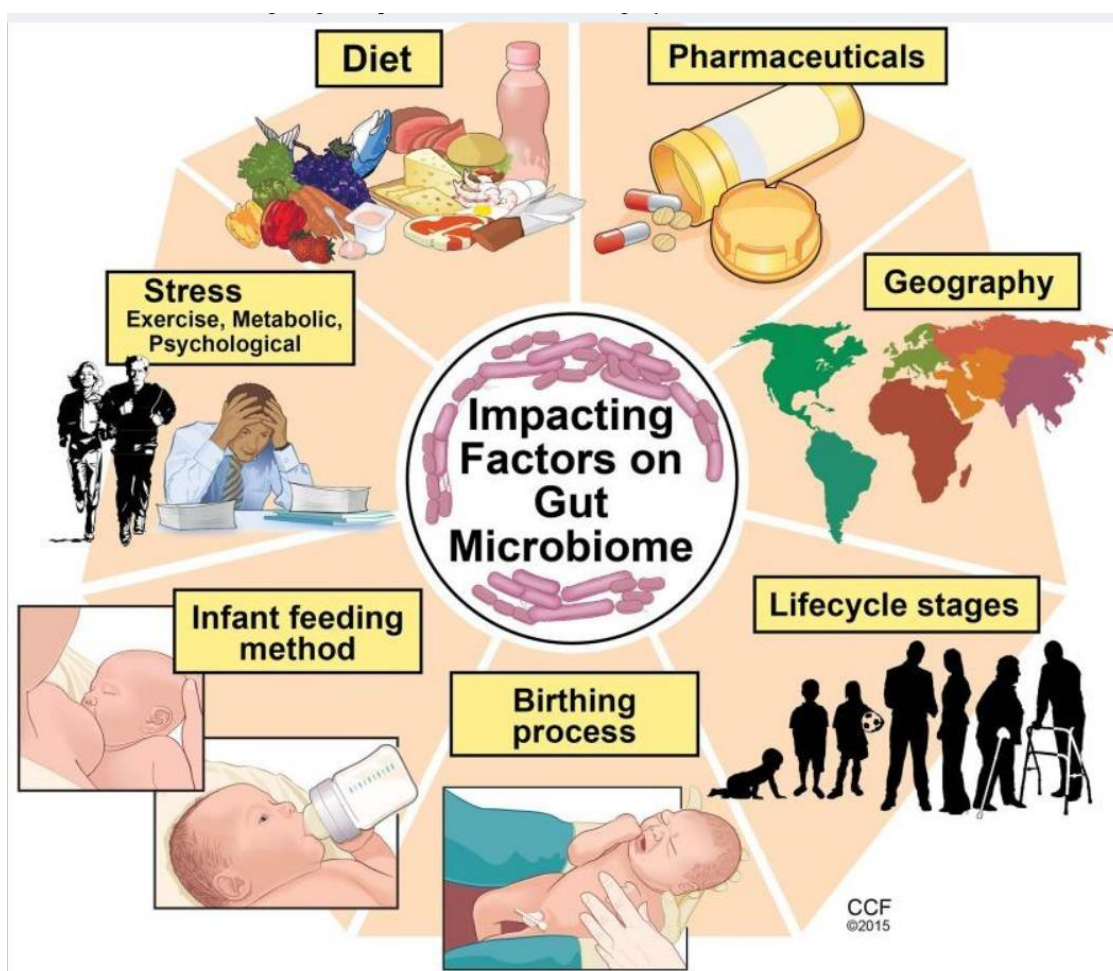 Diet
Pharmaceuticals
Geography
Stress
Exercise, Metabolic,
Psychological
Impacting
Factors on
Gut
Microbiome
Lifecycle stages
Infant feeding
method
Birthing
process
CCF
©2015